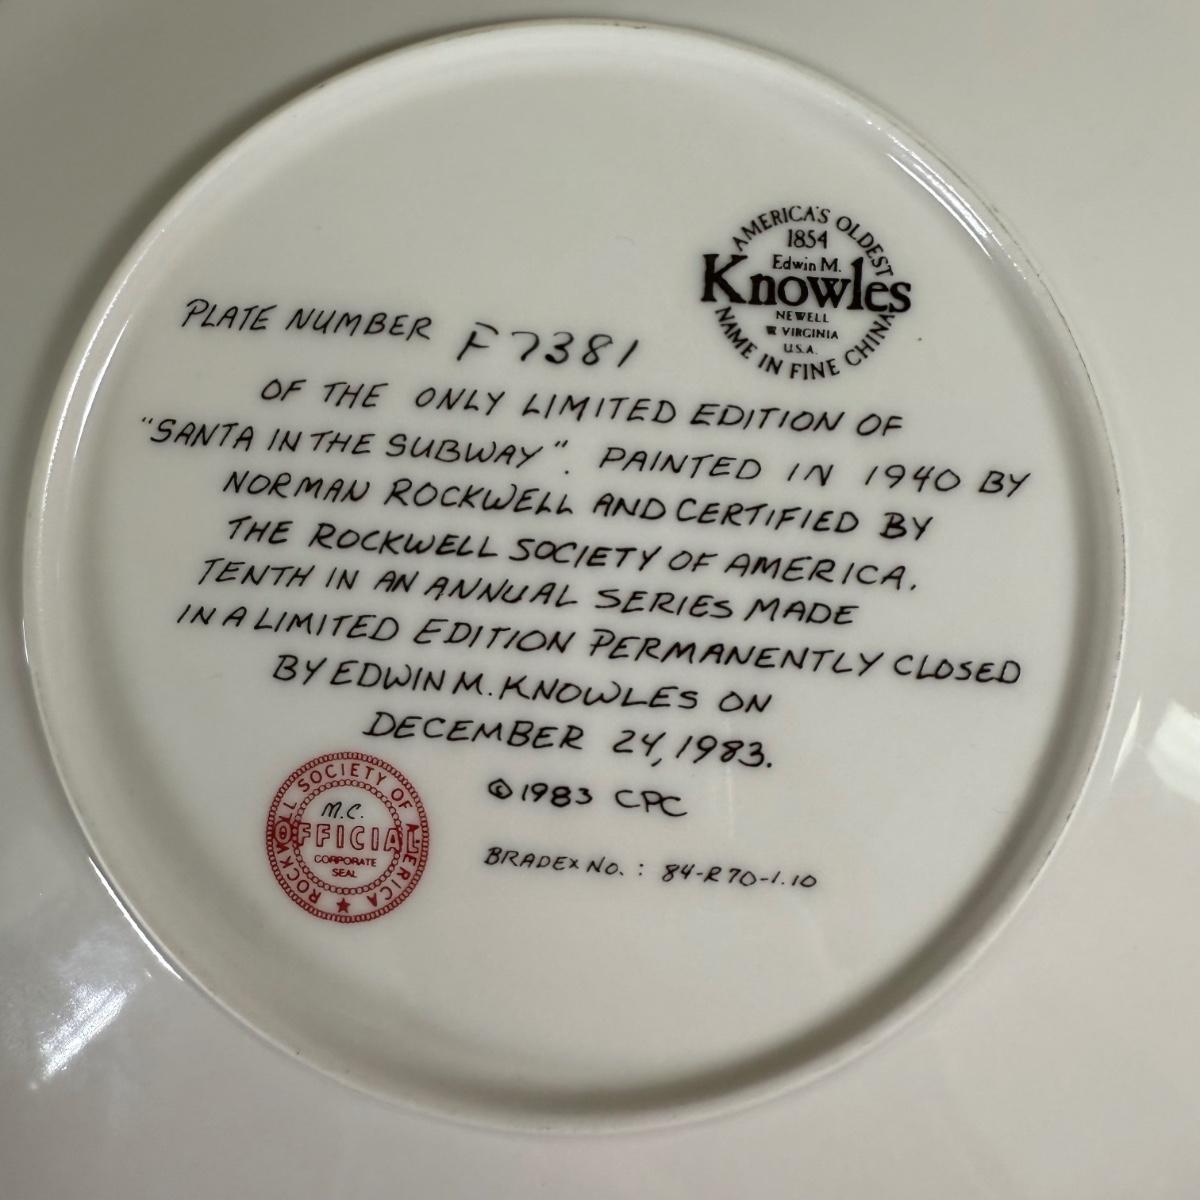 AMERICA'S OLDEST
1854
Edwin M.
Knowles
NEWELL
W VIRGINIA
U.S.A.
NAME IN FINE CHINA
PLATE NUMBER F7381
OF THE ONLY LIMITED EDITION OF
"SANTA IN THE SUBWAY". PAINTED IN 1940 BY
NORMAN ROCKWELL AND CERTIFIED BY
THE ROCKWELL SOCIETY OF AMERICA.
TENTH IN AN ANNUAL SERIES MADE
IN A LIMITED EDITION PERMANENTLY CLOSED
BY EDWIN M. KNOWLES ON
DECEMBER 24, 1983.
© 1983 CPC
BRADEX NO. : 84-R70-1.10
ROCKWELL SOCIETY OF AMERICA
M.C.
OFFICIAL
CORPORATE
SEAL